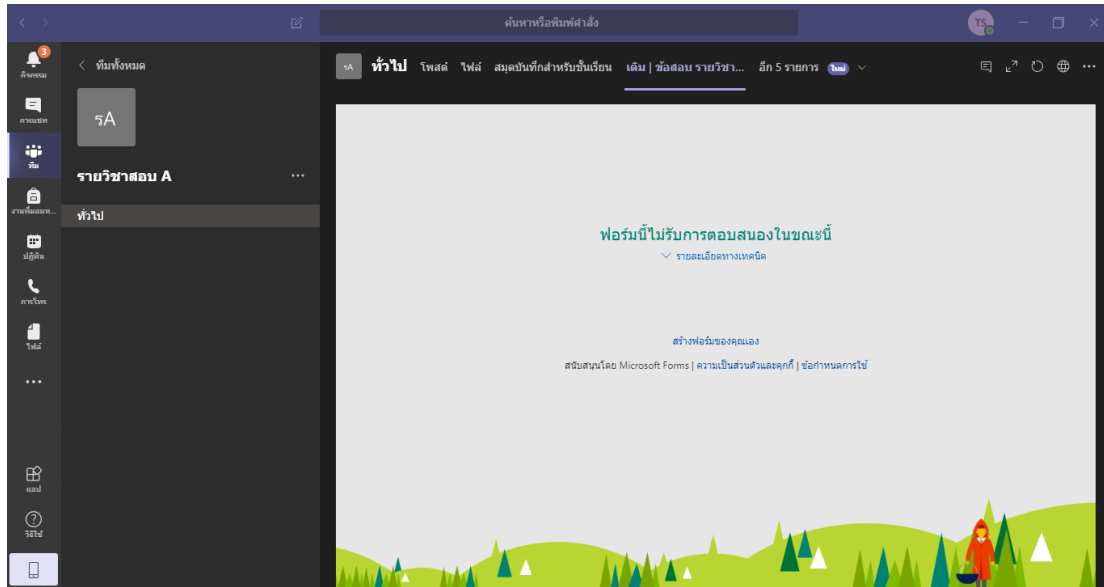 ค้นหาหรือพิมพ์คำสั่ง
TS
3
กิจกรรม
การแชท
ทีม
งานที่มอบห...
ปฏิทิน
การโทร
ไฟล์
แอป
วิธีใช้
ทีมทั้งหมด
รA
รายวิชาสอบ A
ทั่วไป
รA ทั่วไป โพสต์ ไฟล์ สมุดบันทึกสำหรับชั้นเรียน เติม | ข้อสอบ รายวิชา... อีก 5 รายการ ใหม่
ฟอร์มนี้ไม่รับการตอบสนองในขณะนี้
รายละเอียดทางเทคนิค
สร้างฟอร์มของคุณเอง
สนับสนุนโดย Microsoft Forms | ความเป็นส่วนตัวและคุกกี้ | ข้อกำหนดการใช้